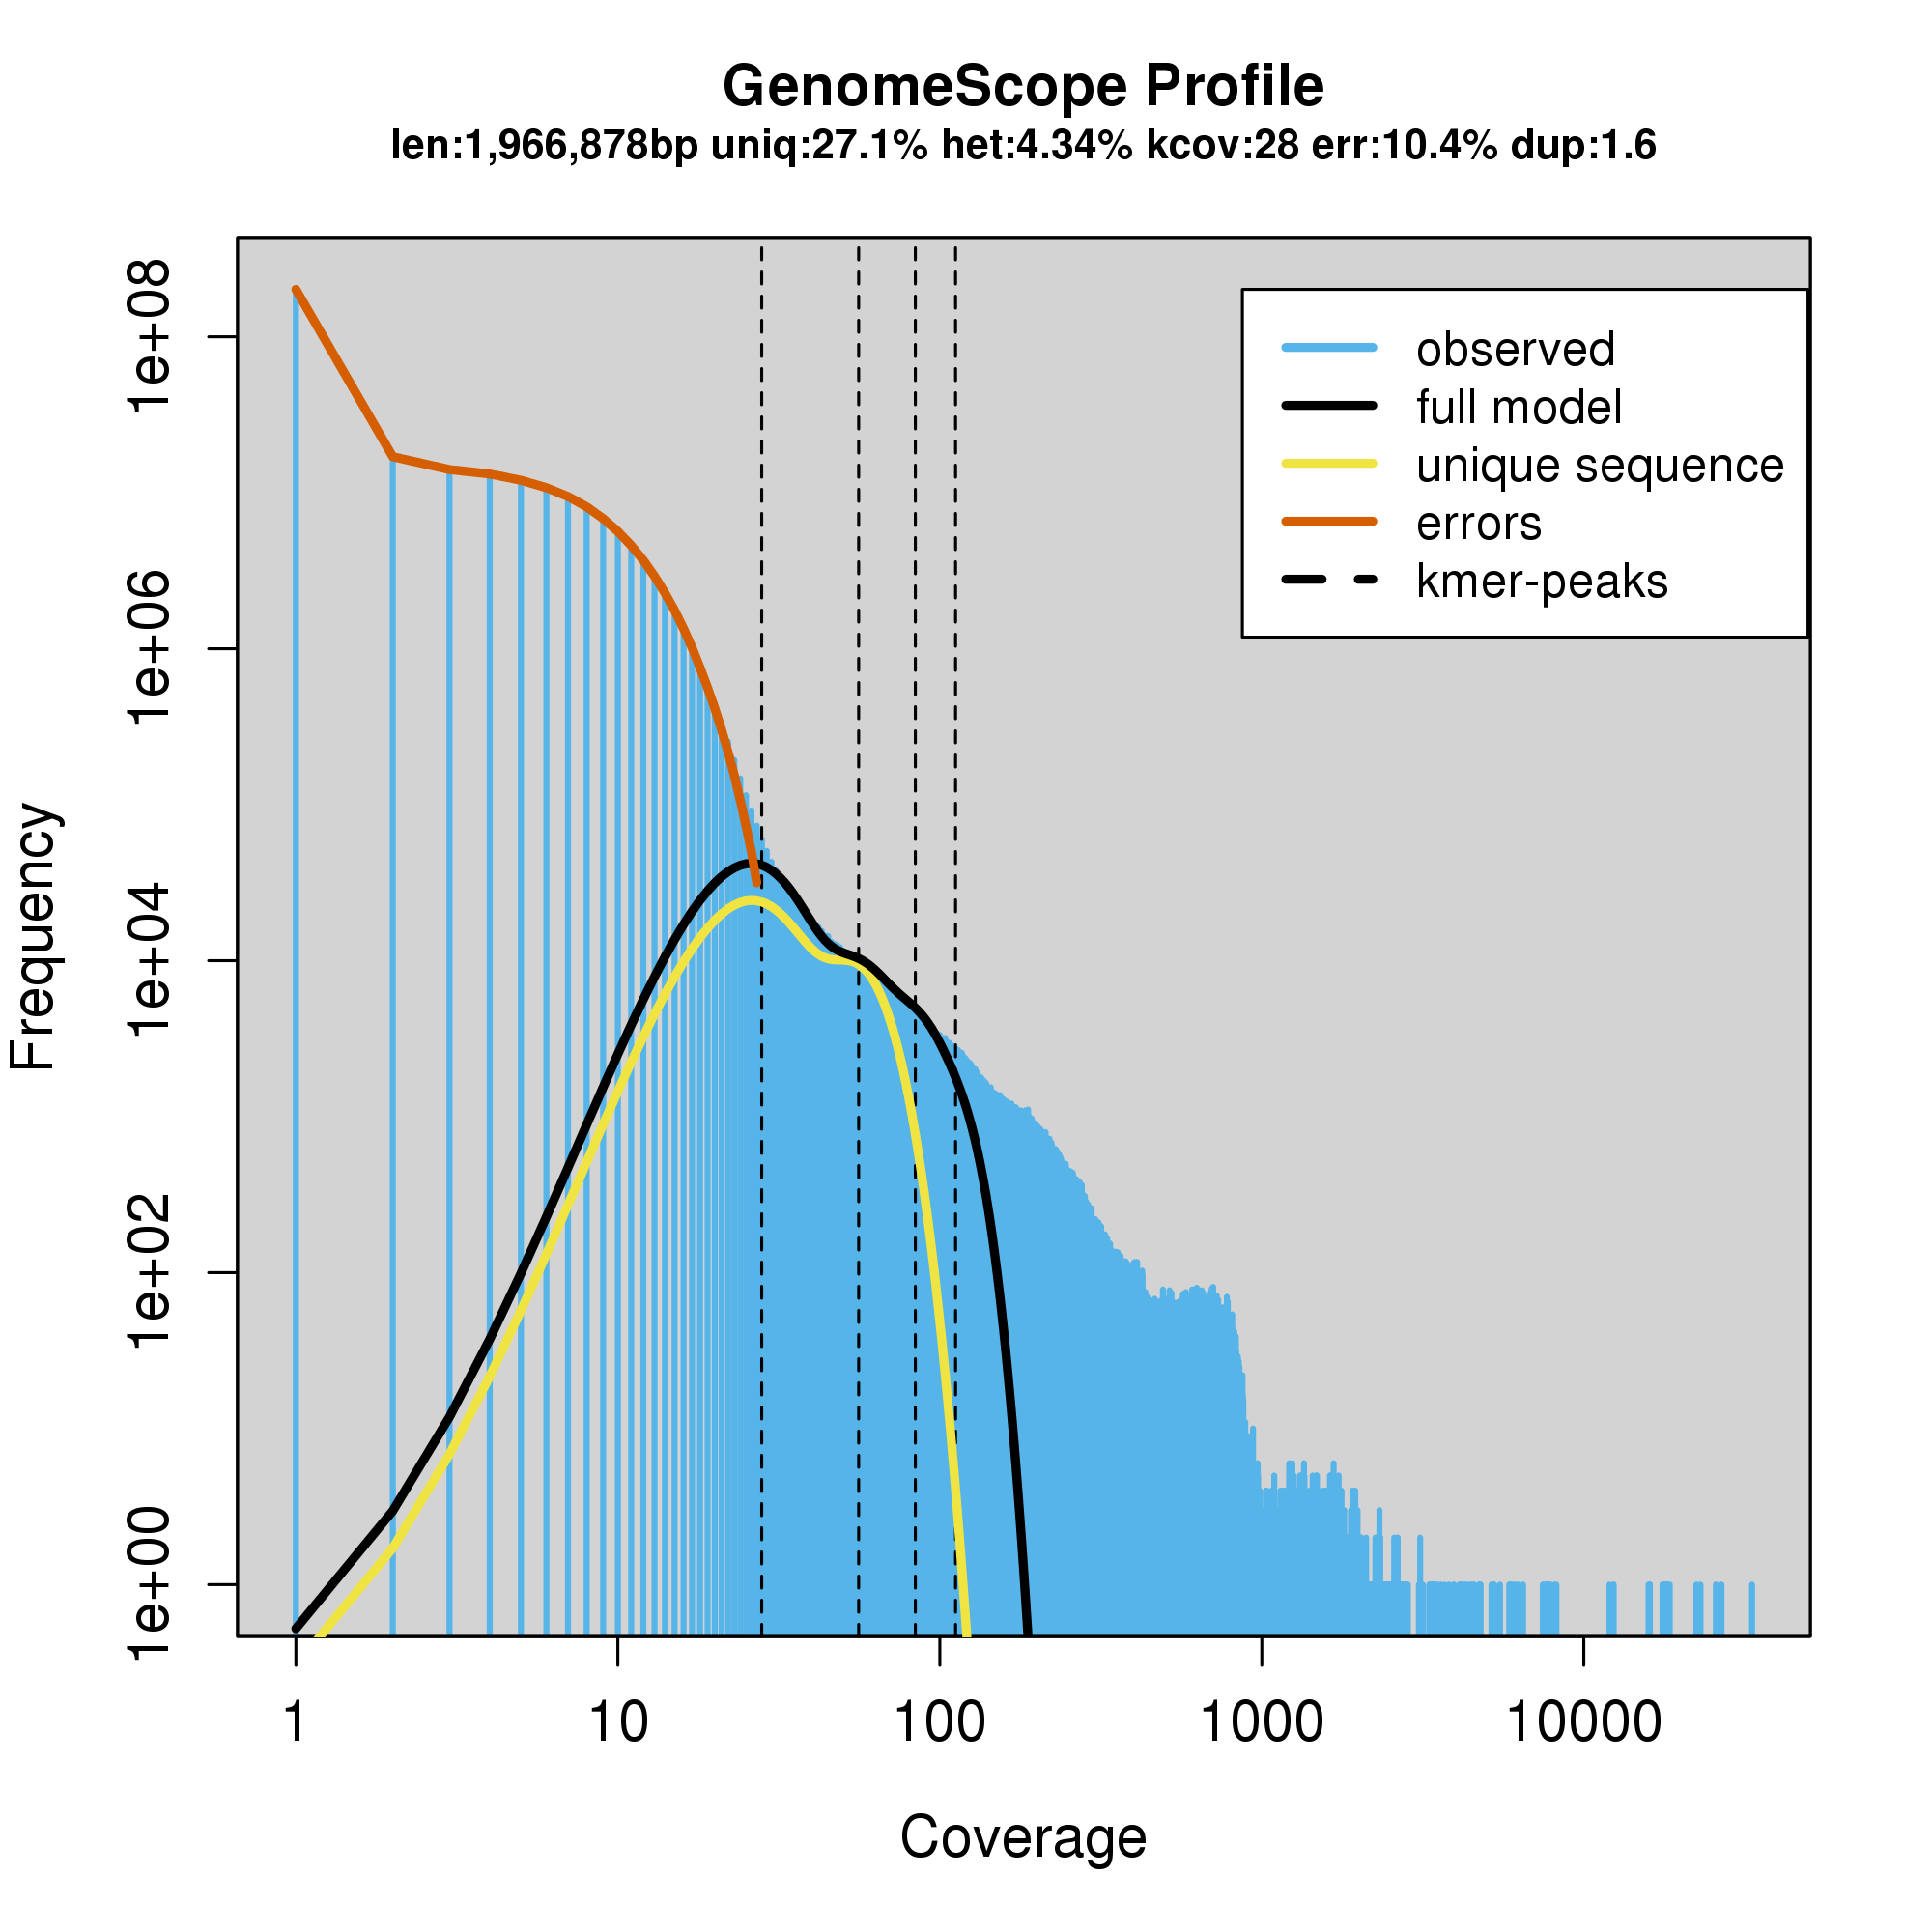 GenomeScope Profile
len:1,966,878bp uniq:27.1% het:4.34% kcov:28 err:10.4% dup:1.6
observed
full model
unique sequence
errors
kmer-peaks
Frequency
1e+08
1e+06
1e+04
1e+02
1e+00
1 10 100 1000 10000
Coverage